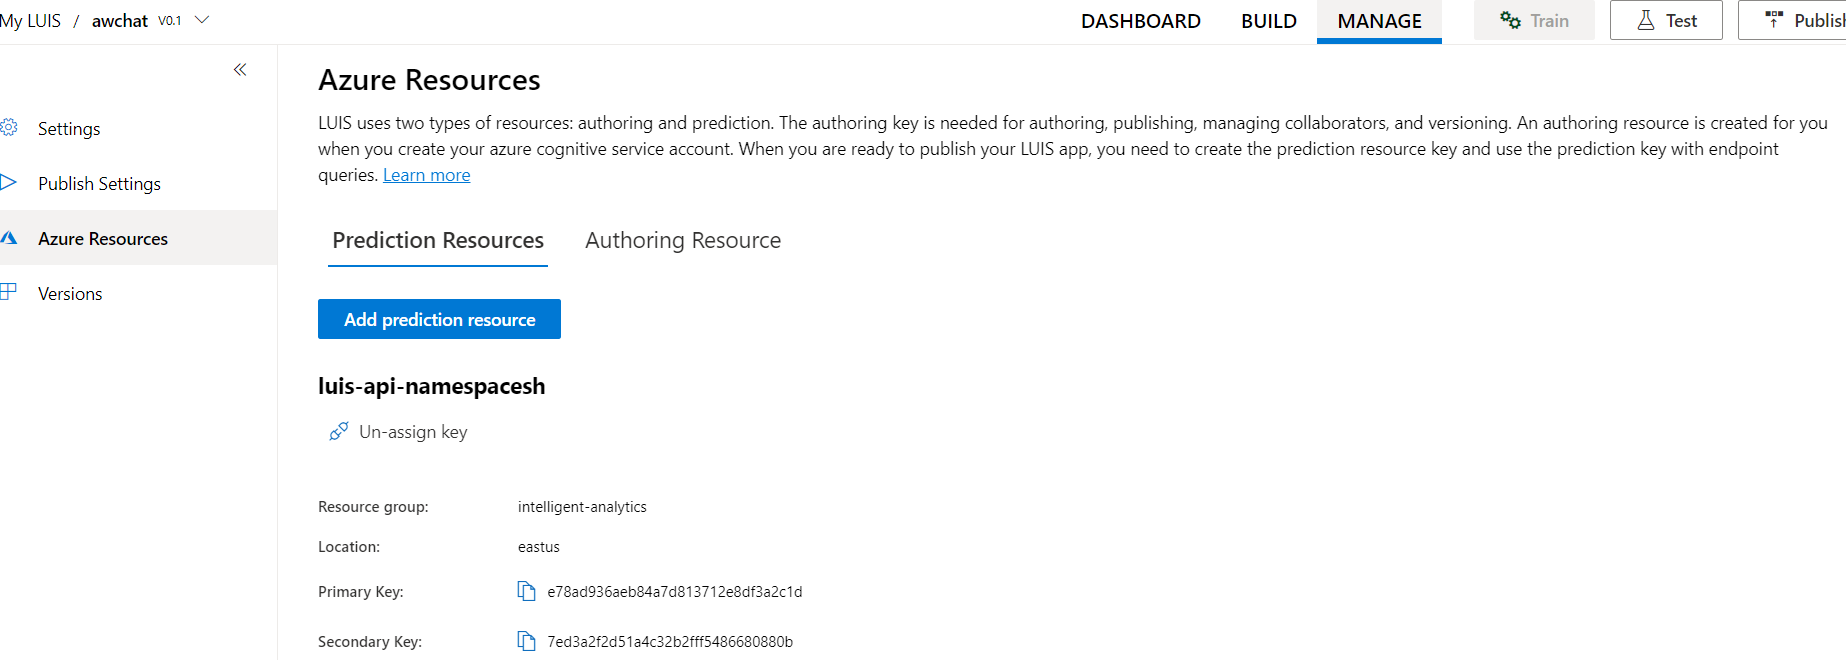 My LUIS / awchat V0.1
DASHBOARD BUILD MANAGE Train Test Publish
Settings
Publish Settings
Azure Resources
Versions
Azure Resources
LUIS uses two types of resources: authoring and prediction. The authoring key is needed for authoring, publishing, managing collaborators, and versioning. An authoring resource is created for you
when you create your azure cognitive service account. When you are ready to publish your LUIS app, you need to create the prediction resource key and use the prediction key with endpoint
queries. Learn more
Prediction Resources Authoring Resource
Add prediction resource
luis-api-namespacesh
Un-assign key
Resource group: intelligent-analytics
Location: eastus
Primary Key: e78ad936aeb84a7d813712e8df3a2c1d
Secondary Key: 7ed3a2f2d51a4c32b2fff5486680880b